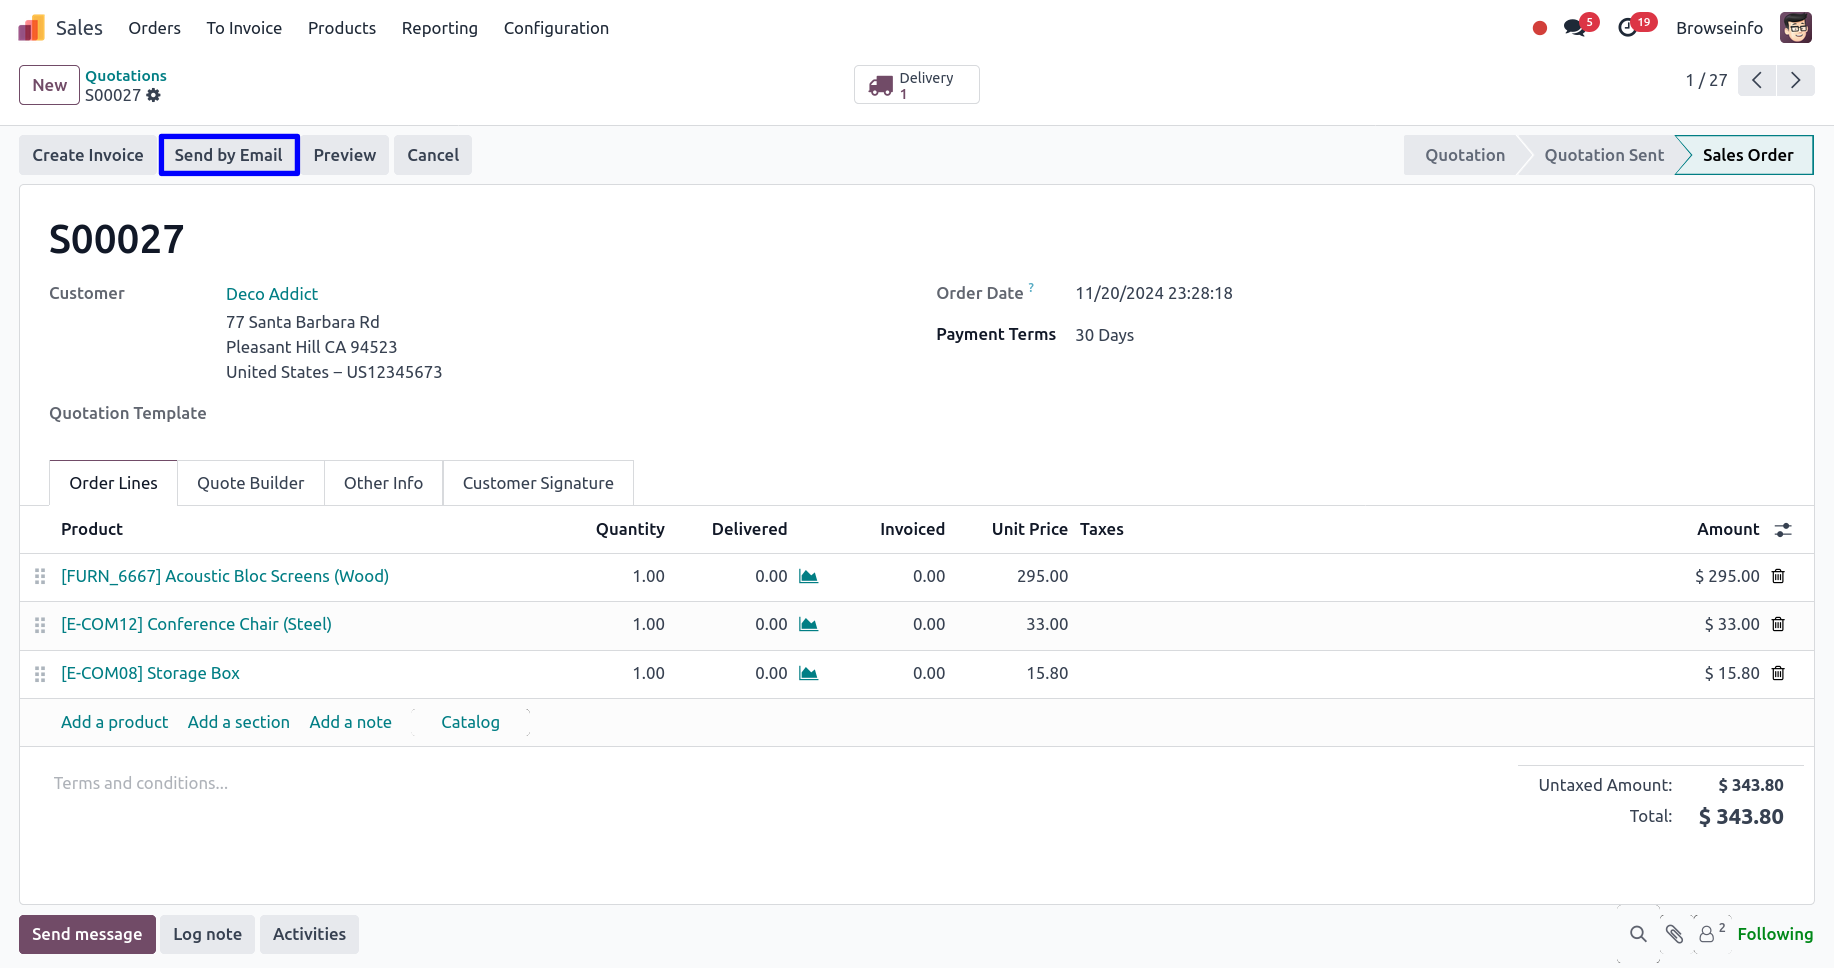 Sales Orders To Invoice Products Reporting Configuration 5 19 Browseinfo
New Quotations Delivery 1 / 27
S00027 1
Create Invoice Send by Email Preview Cancel Quotation Quotation Sent Sales Order
S00027
Customer Deco Addict Order Date ? 11/20/2024 23:28:18
77 Santa Barbara Rd Payment Terms 30 Days
Pleasant Hill CA 94523
United States – US12345673
Quotation Template
Order Lines Quote Builder Other Info Customer Signature
Product Quantity Delivered Invoiced Unit Price Taxes Amount
[FURN_6667] Acoustic Bloc Screens (Wood) 1.00 0.00 0.00 295.00 $ 295.00
[E-COM12] Conference Chair (Steel) 1.00 0.00 0.00 33.00 $ 33.00
[E-COM08] Storage Box 1.00 0.00 0.00 15.80 $ 15.80
Add a product Add a section Add a note Catalog
Terms and conditions... Untaxed Amount: $ 343.80
Total: $ 343.80
Send message Log note Activities 2 Following